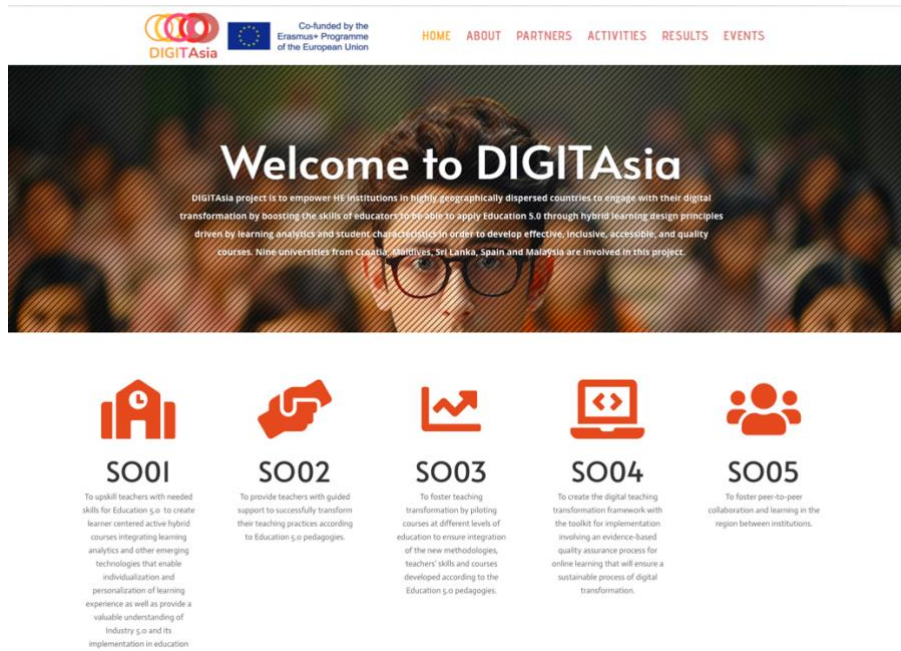 DIGITAsia
Co-funded by the
Erasmus+ Programme
of the European Union
HOME ABOUT PARTNERS ACTIVITIES RESULTS EVENTS
Welcome to DIGITAsia
DIGITAsia project is to empower HE institutions in highly geographically dispersed countries to engage with their digital
transformation by boosting the skills of educators to be able to apply Education 5.0 through hybrid learning design principles
driven by learning analytics and student characteristics in order to develop effective, inclusive, accessible, and quality
courses. Nine universities from Croatia, Maldives, Sri Lanka, Spain and Malaysia are involved in this project.
SO01
To upskill teachers with needed
skills for Education 5.0 to create
learner centered active hybrid
courses integrating learning
analytics and other emerging
technologies that enable
individualization and
personalization of learning
experience as well as provide a
valuable understanding of
Industry 5.0 and its
implementation in education
SO02
To provide teachers with guided
support to successfully transform
their teaching practices according
to Education 5.0 pedagogies.
SO03
To foster teaching
transformation by piloting
courses at different levels of
education to ensure integration
of the new methodologies,
teachers' skills and courses
developed according to the
Education 5.0 pedagogies.
SO04
To create the digital teaching
transformation framework with
the toolkit for implementation
involving an evidence-based
quality assurance process for
online learning that will ensure a
sustainable process of digital
transformation.
SO05
To foster peer-to-peer
collaboration and learning in the
region between institutions.